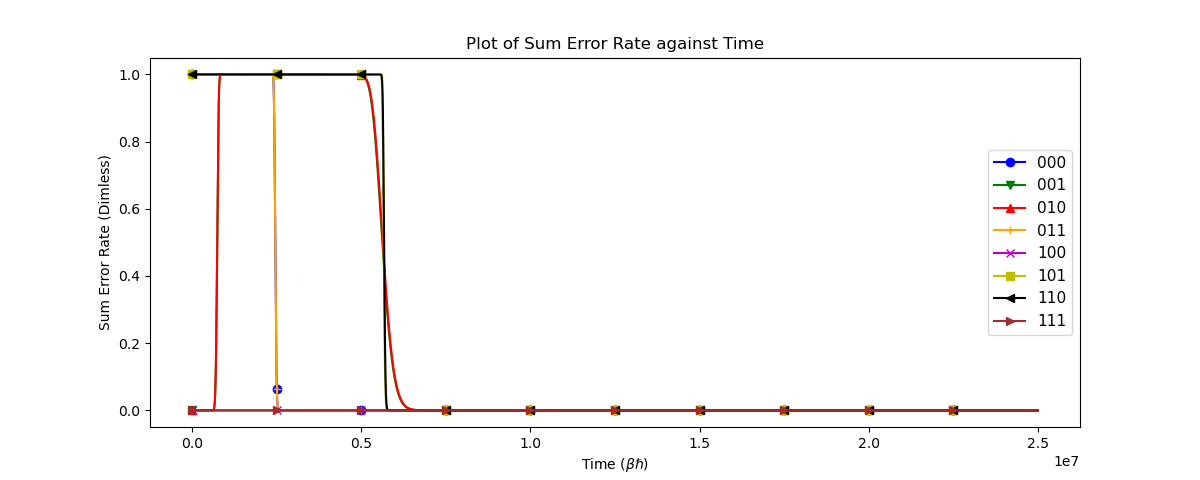 Plot of Sum Error Rate against Time
Sum Error Rate (Dimless)
1.0
0.8
0.6
0.4
0.2
0.0
0.0 0.5 1.0 1.5 2.0 2.5
1e7
Time (βℏ)
000
001
010
011
100
101
110
111